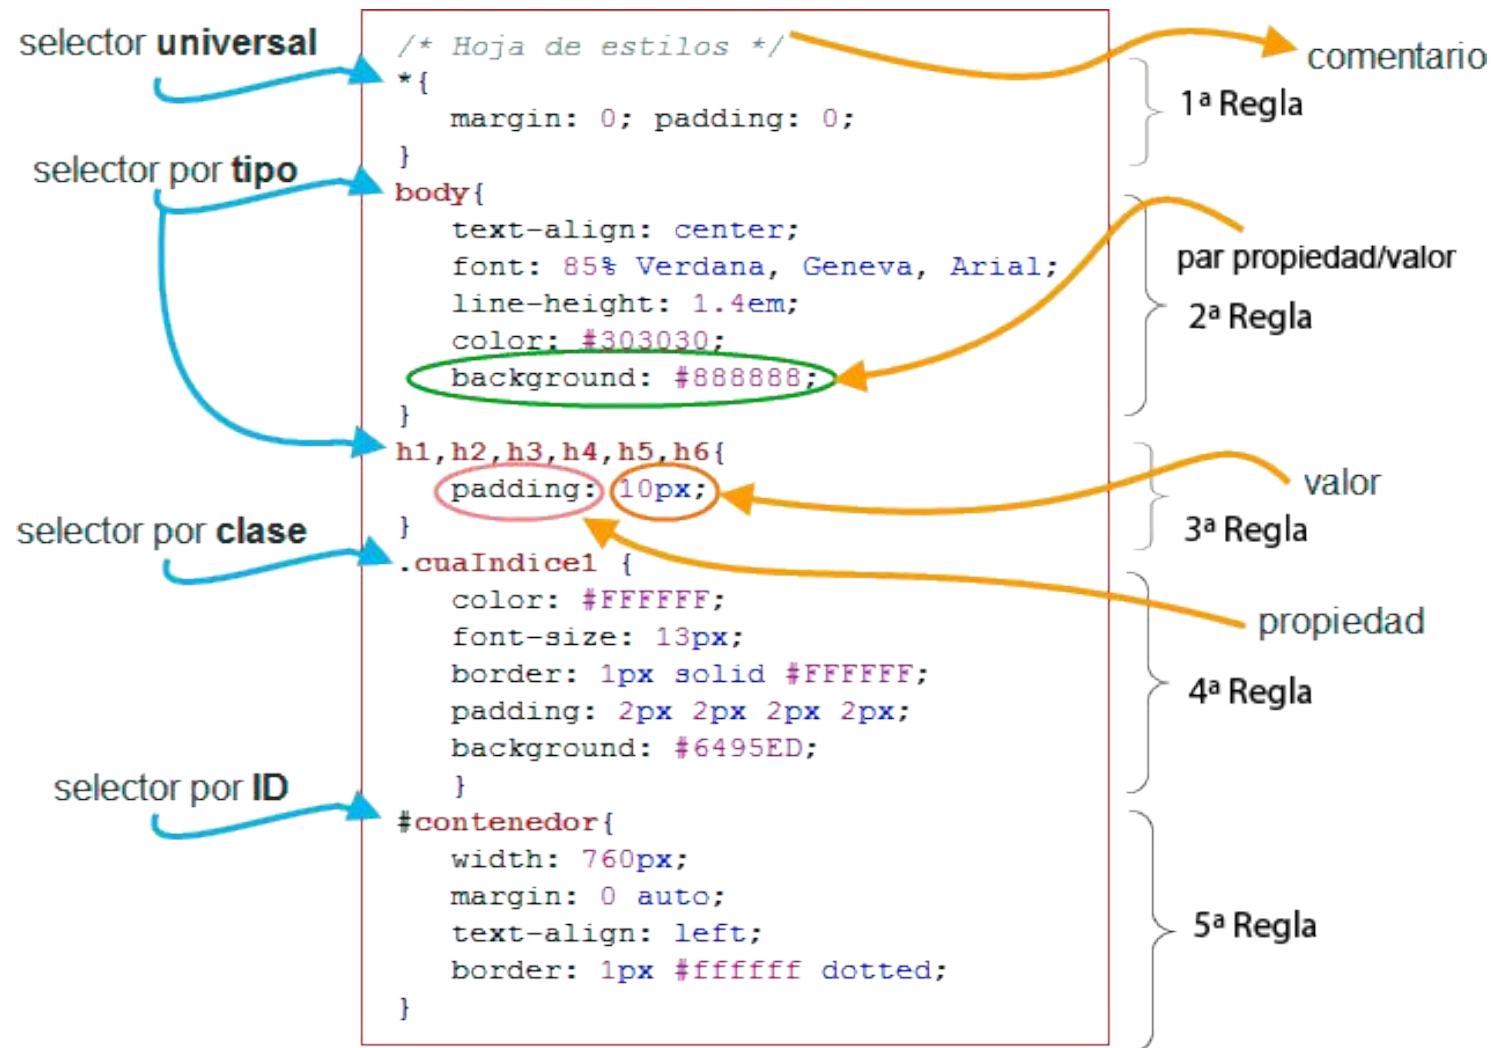 selector universal
/* Hoja de estilos */
comentario
*{
margin: 0; padding: 0;
1ª Regla
}
selector por tipo
body{
text-align: center;
font: 85% Verdana, Geneva, Arial;
par propiedad/valor
line-height: 1.4em;
2ª Regla
color: #303030;
background: #888888;
}
h1,h2,h3,h4,h5,h6{
padding: 10px;
valor
}
3ª Regla
selector por clase
.cuaIndice1 {
color: #FFFFFF;
propiedad
font-size: 13px;
border: 1px solid #FFFFFF;
4ª Regla
padding: 2px 2px 2px 2px;
background: #6495ED;
}
selector por ID
#contenedor{
width: 760px;
margin: 0 auto;
text-align: left;
5ª Regla
border: 1px #ffffff dotted;
}